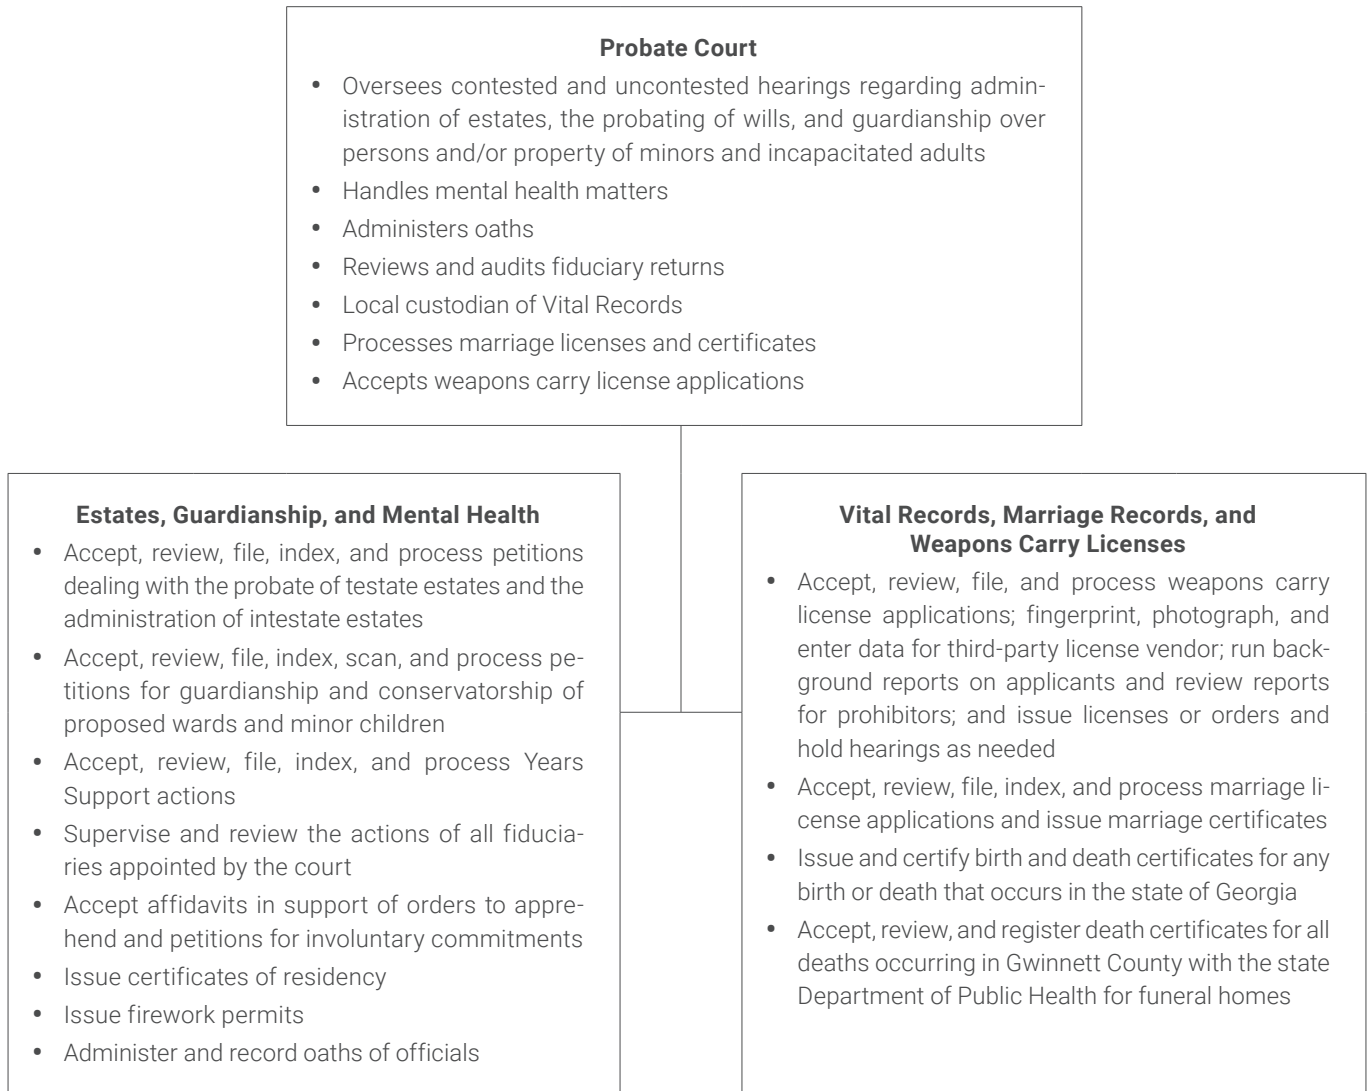 Probate Court
• Oversees contested and uncontested hearings regarding admin-
istration of estates, the probating of wills, and guardianship over
persons and/or property of minors and incapacitated adults
• Handles mental health matters
• Administers oaths
• Reviews and audits fiduciary returns
• Local custodian of Vital Records
• Processes marriage licenses and certificates
• Accepts weapons carry license applications
Estates, Guardianship, and Mental Health
• Accept, review, file, index, and process petitions
dealing with the probate of testate estates and the
administration of intestate estates
• Accept, review, file, index, scan, and process pe-
titions for guardianship and conservatorship of
proposed wards and minor children
• Accept, review, file, index, and process Years
Support actions
• Supervise and review the actions of all fiducia-
ries appointed by the court
• Accept affidavits in support of orders to appre-
hend and petitions for involuntary commitments
• Issue certificates of residency
• Issue firework permits
• Administer and record oaths of officials
Vital Records, Marriage Records, and
Weapons Carry Licenses
• Accept, review, file, and process weapons carry
license applications; fingerprint, photograph, and
enter data for third-party license vendor; run back-
ground reports on applicants and review reports
for prohibitors; and issue licenses or orders and
hold hearings as needed
• Accept, review, file, index, and process marriage li-
cense applications and issue marriage certificates
• Issue and certify birth and death certificates for any
birth or death that occurs in the state of Georgia
• Accept, review, and register death certificates for all
deaths occurring in Gwinnett County with the state
Department of Public Health for funeral homes